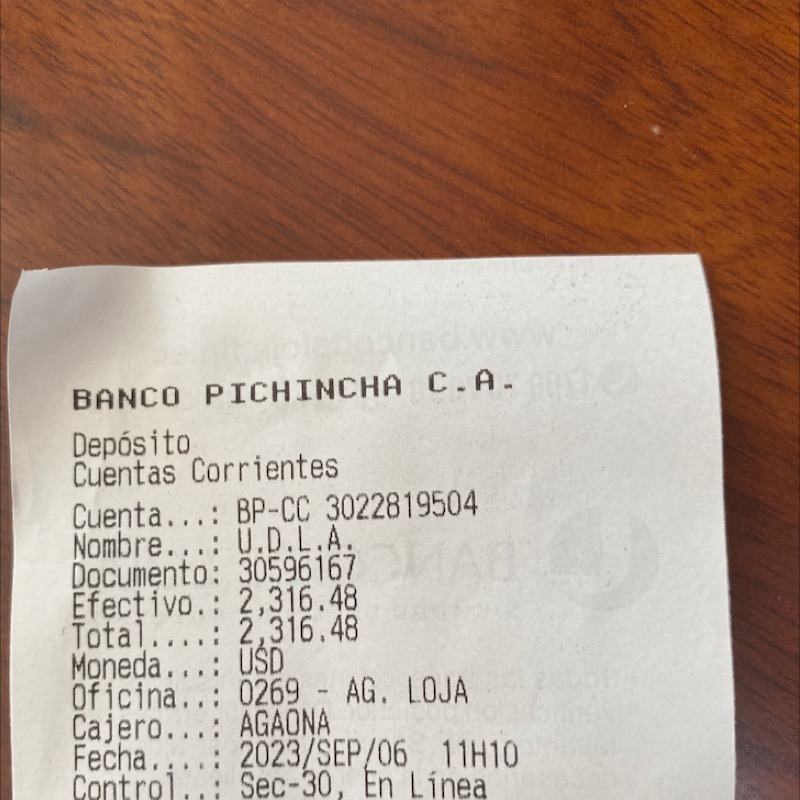 BANCO PICHINCHA C.A.
Depósito
Cuentas Corrientes
Cuenta...: BP-CC 3022819504
Nombre...: U.D.L.A.
Documento: 30596167
Efectivo.: 2,316.48
Total....: 2,316.48
Moneda...: USD
Oficina..: 0269 - AG. LOJA
Cajero...: AGAONA
Fecha....: 2023/SEP/06 11H10
Control..: Sec-30, En Línea